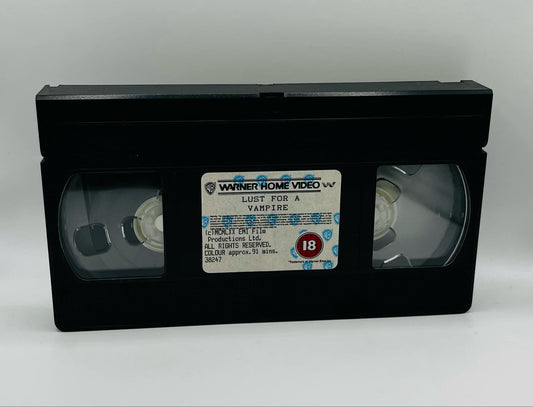 WARNER HOME VIDEO
LUST FOR A
VAMPIRE
(c)MCMLXX EMI Film
Productions Ltd.
ALL RIGHTS RESERVED.
COLOUR approx.91 mins.
38247
18